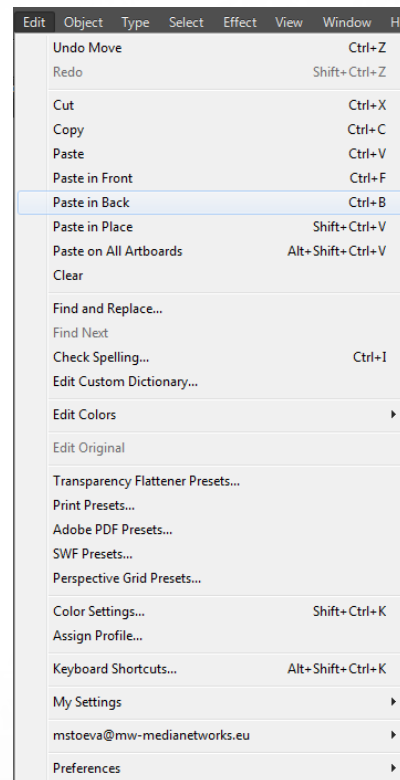 Edit Object Type Select Effect View Window H
Undo Move Ctrl+Z
Redo Shift+Ctrl+Z
Cut Ctrl+X
Copy Ctrl+C
Paste Ctrl+V
Paste in Front Ctrl+F
Paste in Back Ctrl+B
Paste in Place Shift+Ctrl+V
Paste on All Artboards Alt+Shift+Ctrl+V
Clear
Find and Replace...
Find Next
Check Spelling... Ctrl+I
Edit Custom Dictionary...
Edit Colors
Edit Original
Transparency Flattener Presets...
Print Presets...
Adobe PDF Presets...
SWF Presets...
Perspective Grid Presets...
Color Settings... Shift+Ctrl+K
Assign Profile...
Keyboard Shortcuts... Alt+Shift+Ctrl+K
My Settings
mstoeva@mw-medianetworks.eu
Preferences